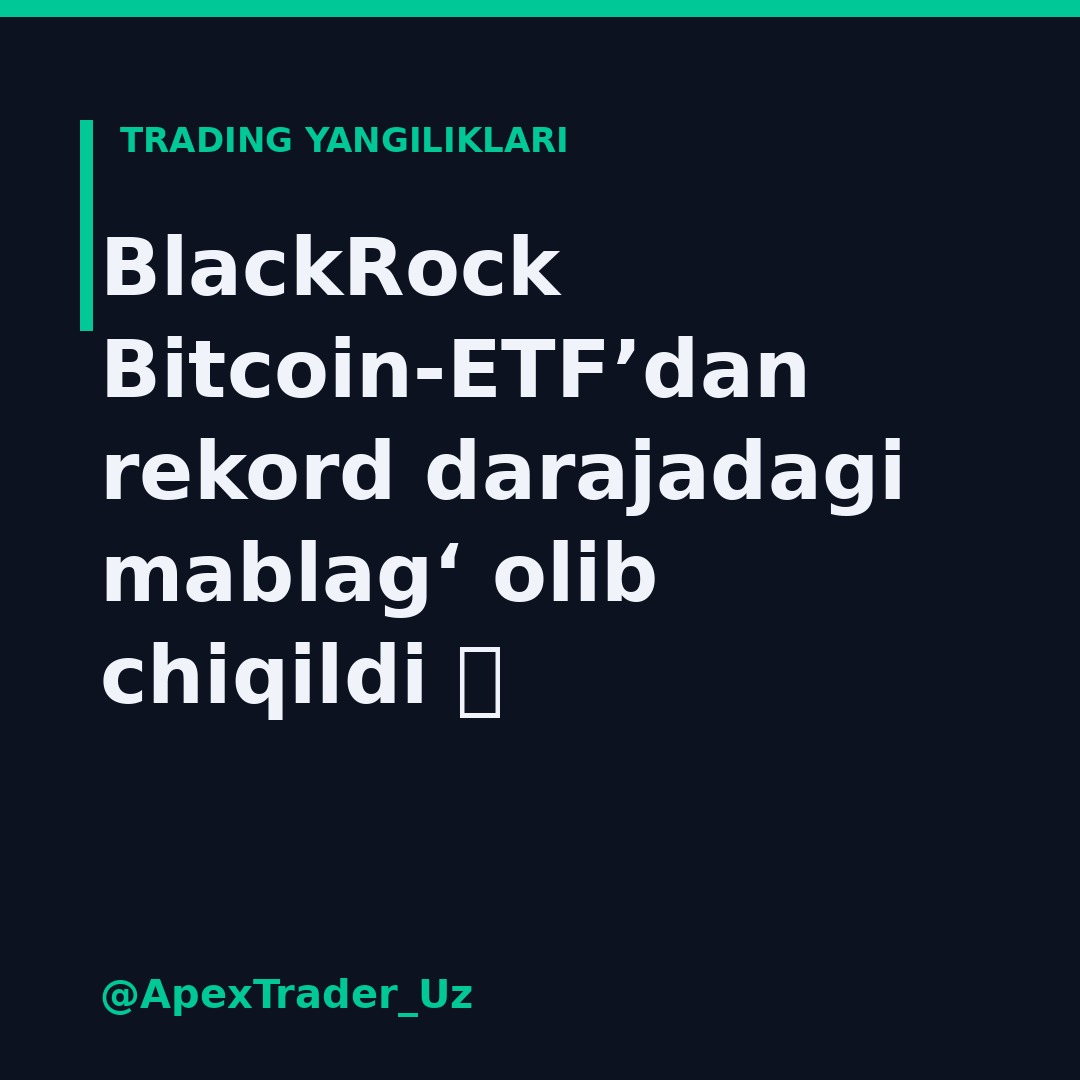 TRADING YANGILIKLARI
BlackRock
Bitcoin-ETF’dan
rekord darajadagi
mablag‘ olib
chiqildi
@ApexTrader_Uz